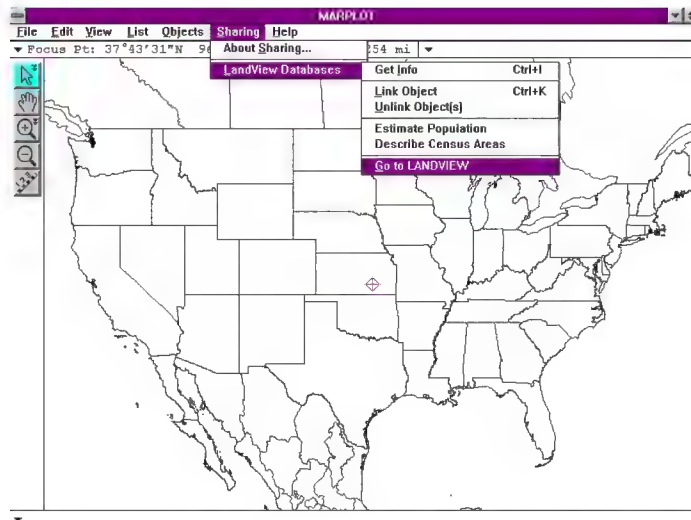 MARPLOT
File Edit View List Objects Sharing Help
Focus Pt: 37°43'31"N 254 mi
About Sharing...
LandView Databases
Get Info Ctrl+I
Link Object Ctrl+K
Unlink Object[s]
Estimate Population
Describe Census Areas
Go to LANDVIEW